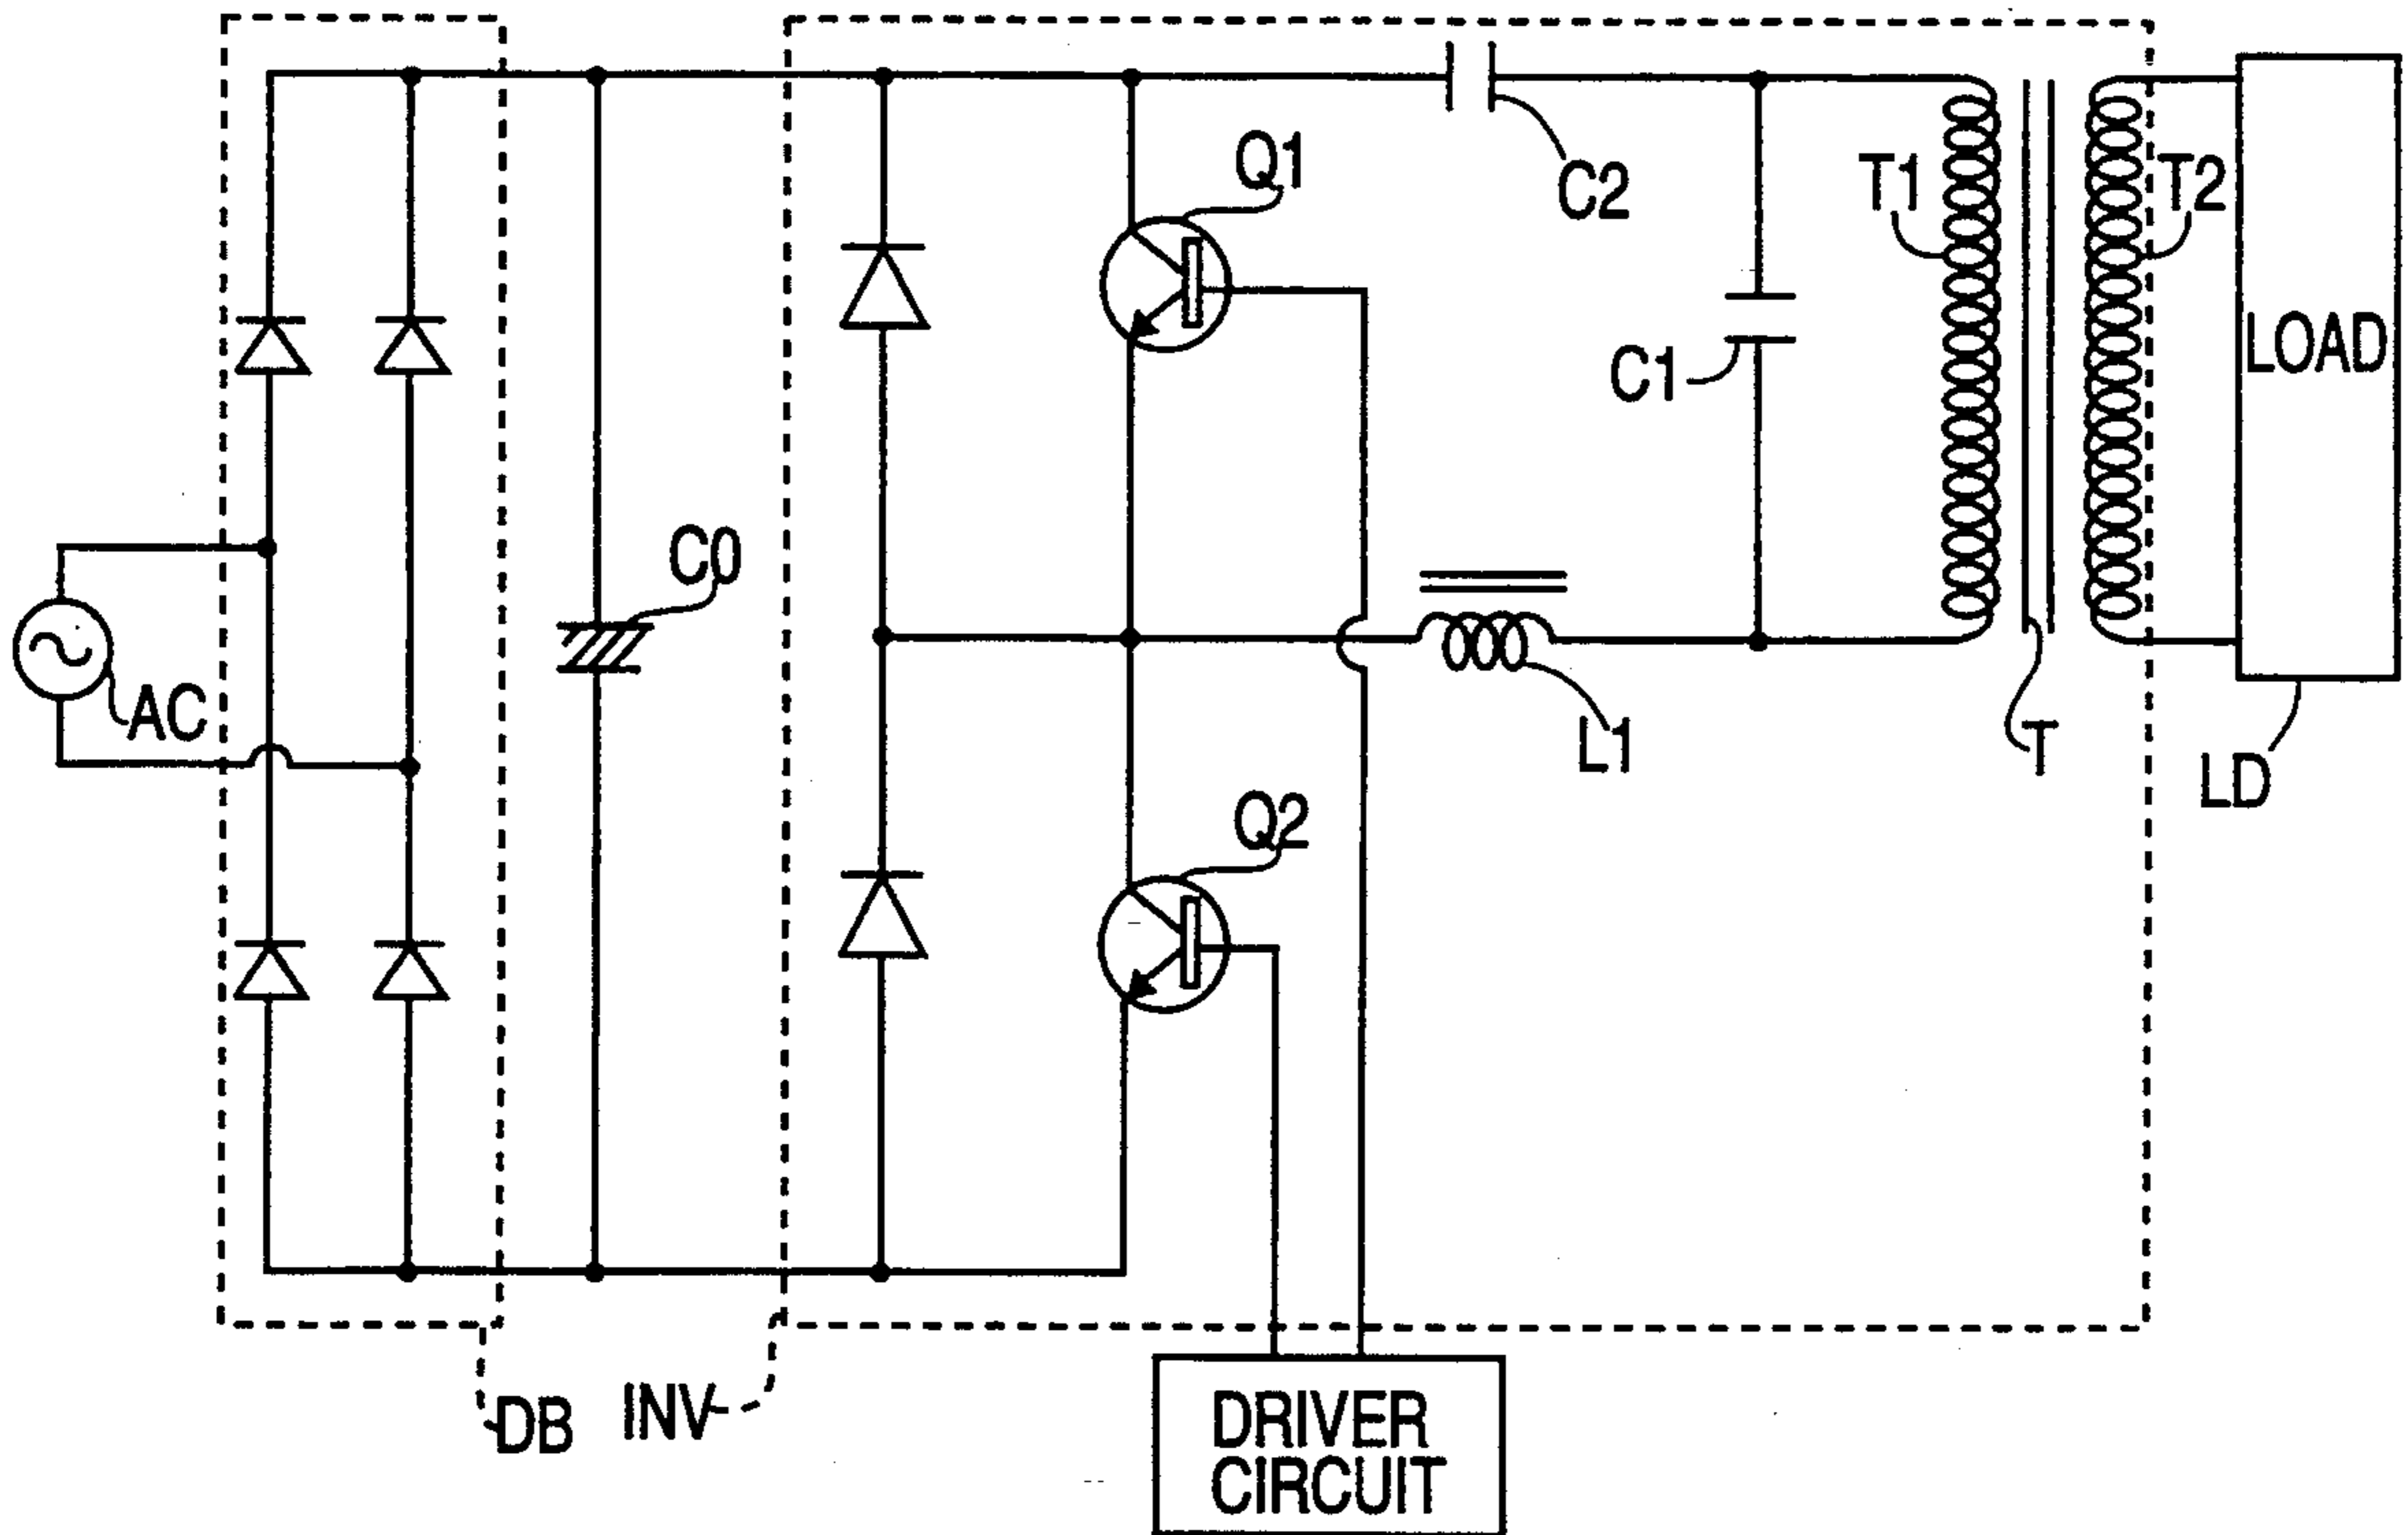 Q1
C2
T1
T2
LOAD
C1
C0
AC
L1
T
LD
Q2
DB
INV
DRIVER
CIRCUIT